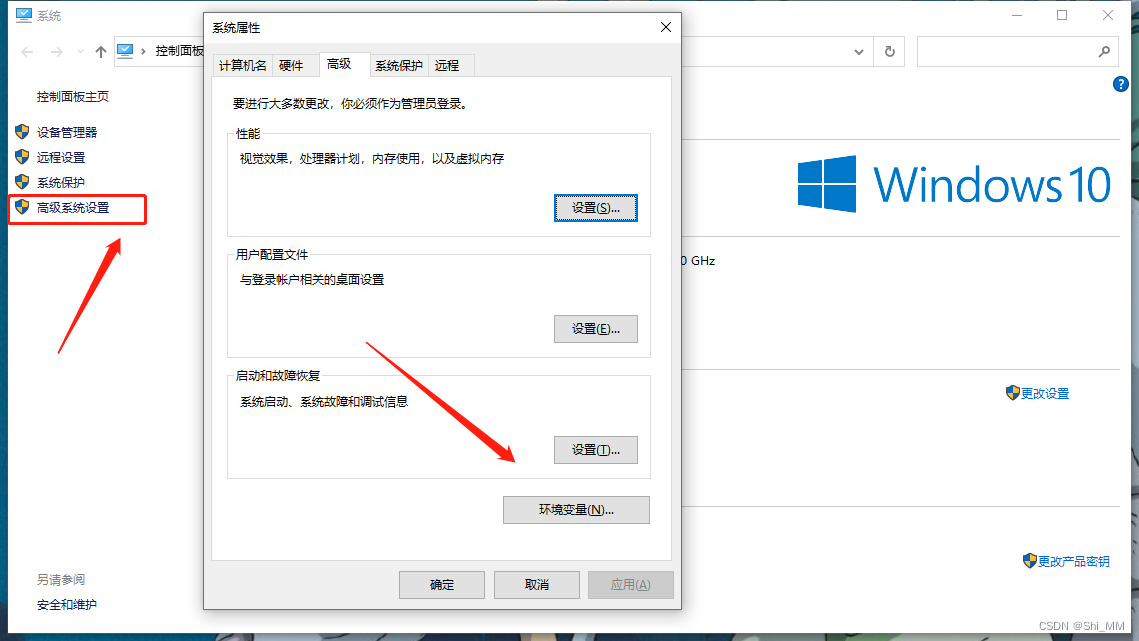 系统
控制面板
控制面板主页
设备管理器
远程设置
系统保护
高级系统设置
另请参阅
安全和维护
系统属性
计算机名 硬件 高级 系统保护 远程
要进行大多数更改，你必须作为管理员登录。
性能
视觉效果，处理器计划，内存使用，以及虚拟内存
设置(S)...
用户配置文件
与登录帐户相关的桌面设置
设置(E)...
启动和故障恢复
系统启动、系统故障和调试信息
设置(T)...
环境变量(N)...
确定 取消 应用(A)
?
Windows 10
0 GHz
更改设置
更改产品密钥
CSDN @Shi_MM